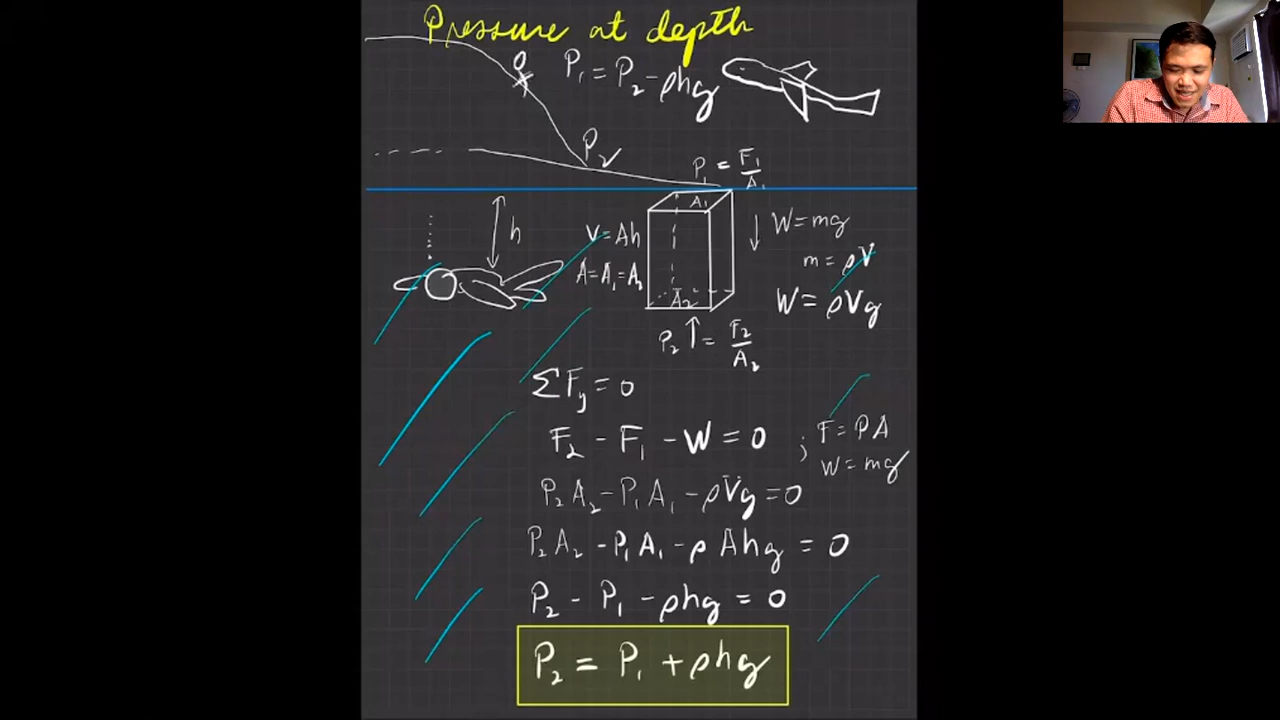 Pressure at depth
P₁ = P₂ - ρhg
P₂
P₁ = F₁/A₁
A₁
h
V = Ah
A = A₁ = A₂
A₂
W = mg
m = ρV
W = ρVg
P₂ ↑ = F₂/A₂
ΣFy = 0
F₂ - F₁ - W = 0 ; F = PA
W = mg
P₂A₂ - P₁A₁ - ρVg = 0
P₂A₂ - P₁A₁ - ρAhg = 0
P₂ - P₁ - ρhg = 0
P₂ = P₁ + ρhg